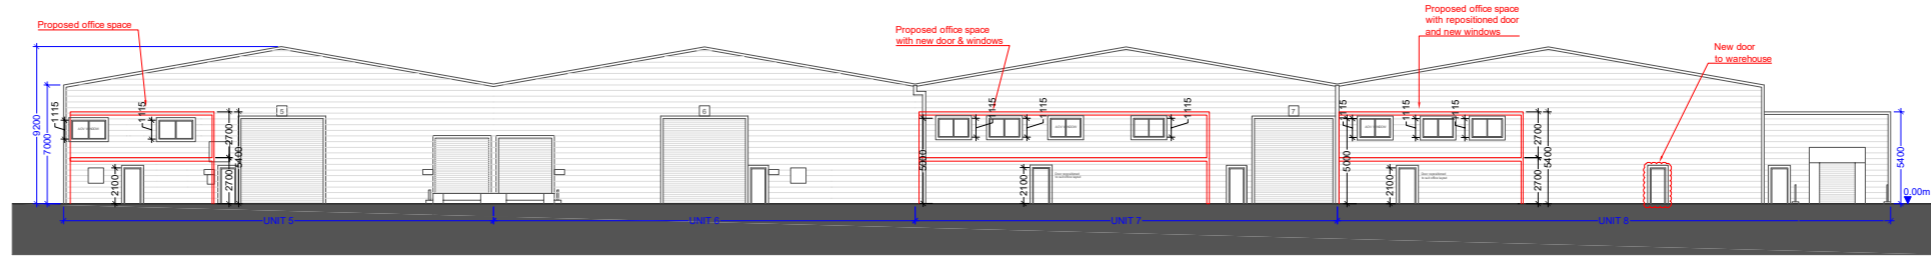 Proposed office space
Proposed office space
with new door & windows
Proposed office space
with repositioned door
and new windows
New door
to warehouse
9200
7000
1115
1115
2700
5400
2700
2100
5
6
1115
1115
1115
5000
2100
7
1115
1115
1115
5000
2100
2700
5400
2700
5400
0.00m
UNIT 5
UNIT 6
UNIT 7
UNIT 8